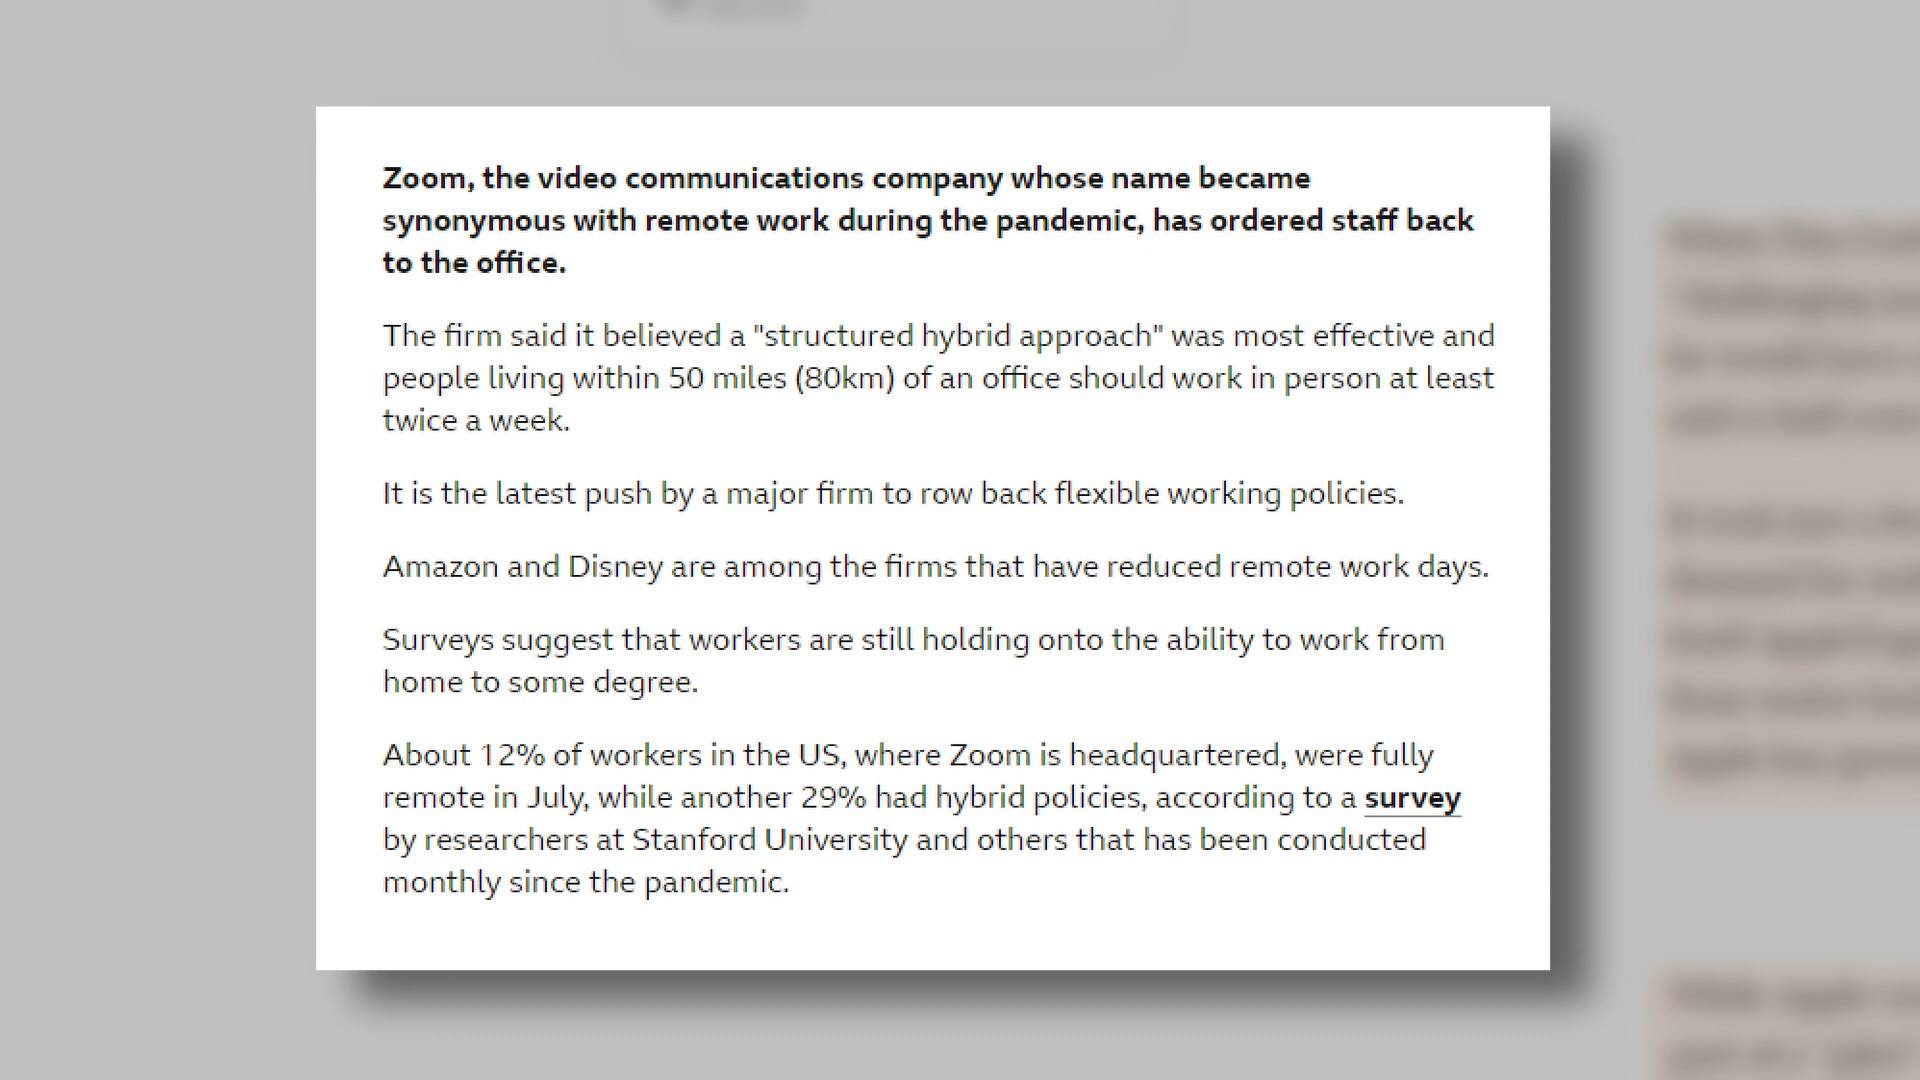 Zoom, the video communications company whose name became
synonymous with remote work during the pandemic, has ordered staff back
to the office.
The firm said it believed a "structured hybrid approach" was most effective and
people living within 50 miles (80km) of an office should work in person at least
twice a week.
It is the latest push by a major firm to row back flexible working policies.
Amazon and Disney are among the firms that have reduced remote work days.
Surveys suggest that workers are still holding onto the ability to work from
home to some degree.
About 12% of workers in the US, where Zoom is headquartered, were fully
remote in July, while another 29% had hybrid policies, according to a survey
by researchers at Stanford University and others that has been conducted
monthly since the pandemic.